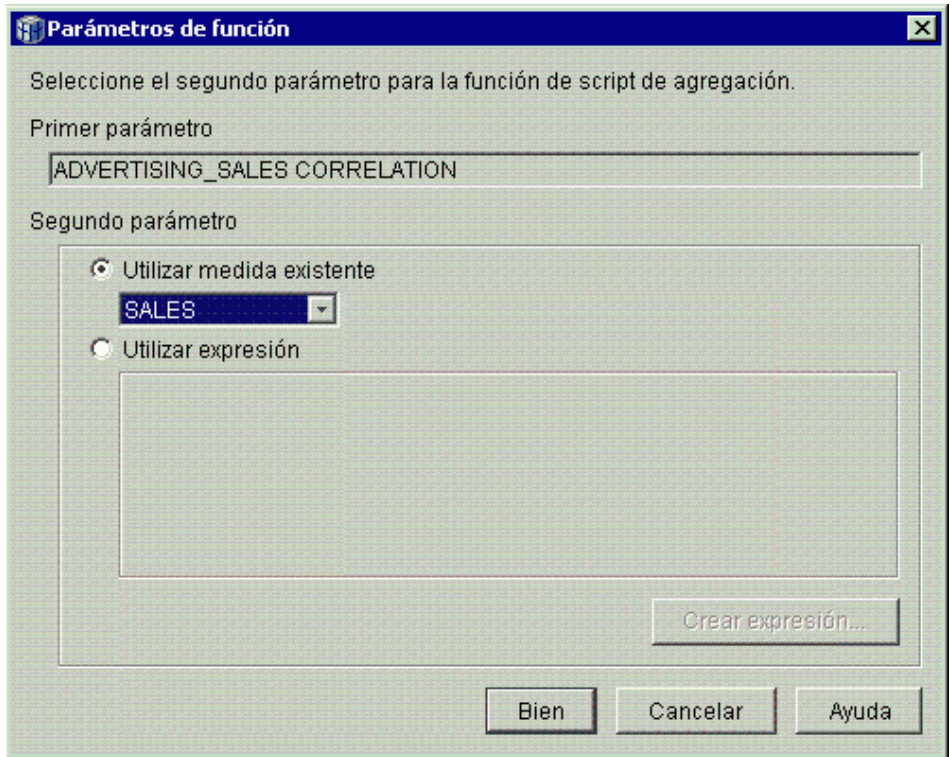 Parámetros de función
Seleccione el segundo parámetro para la función de script de agregación.
Primer parámetro
ADVERTISING_SALES CORRELATION
Segundo parámetro
Utilizar medida existente
SALES
Utilizar expresión
Crear expresión...
Bien
Cancelar
Ayuda